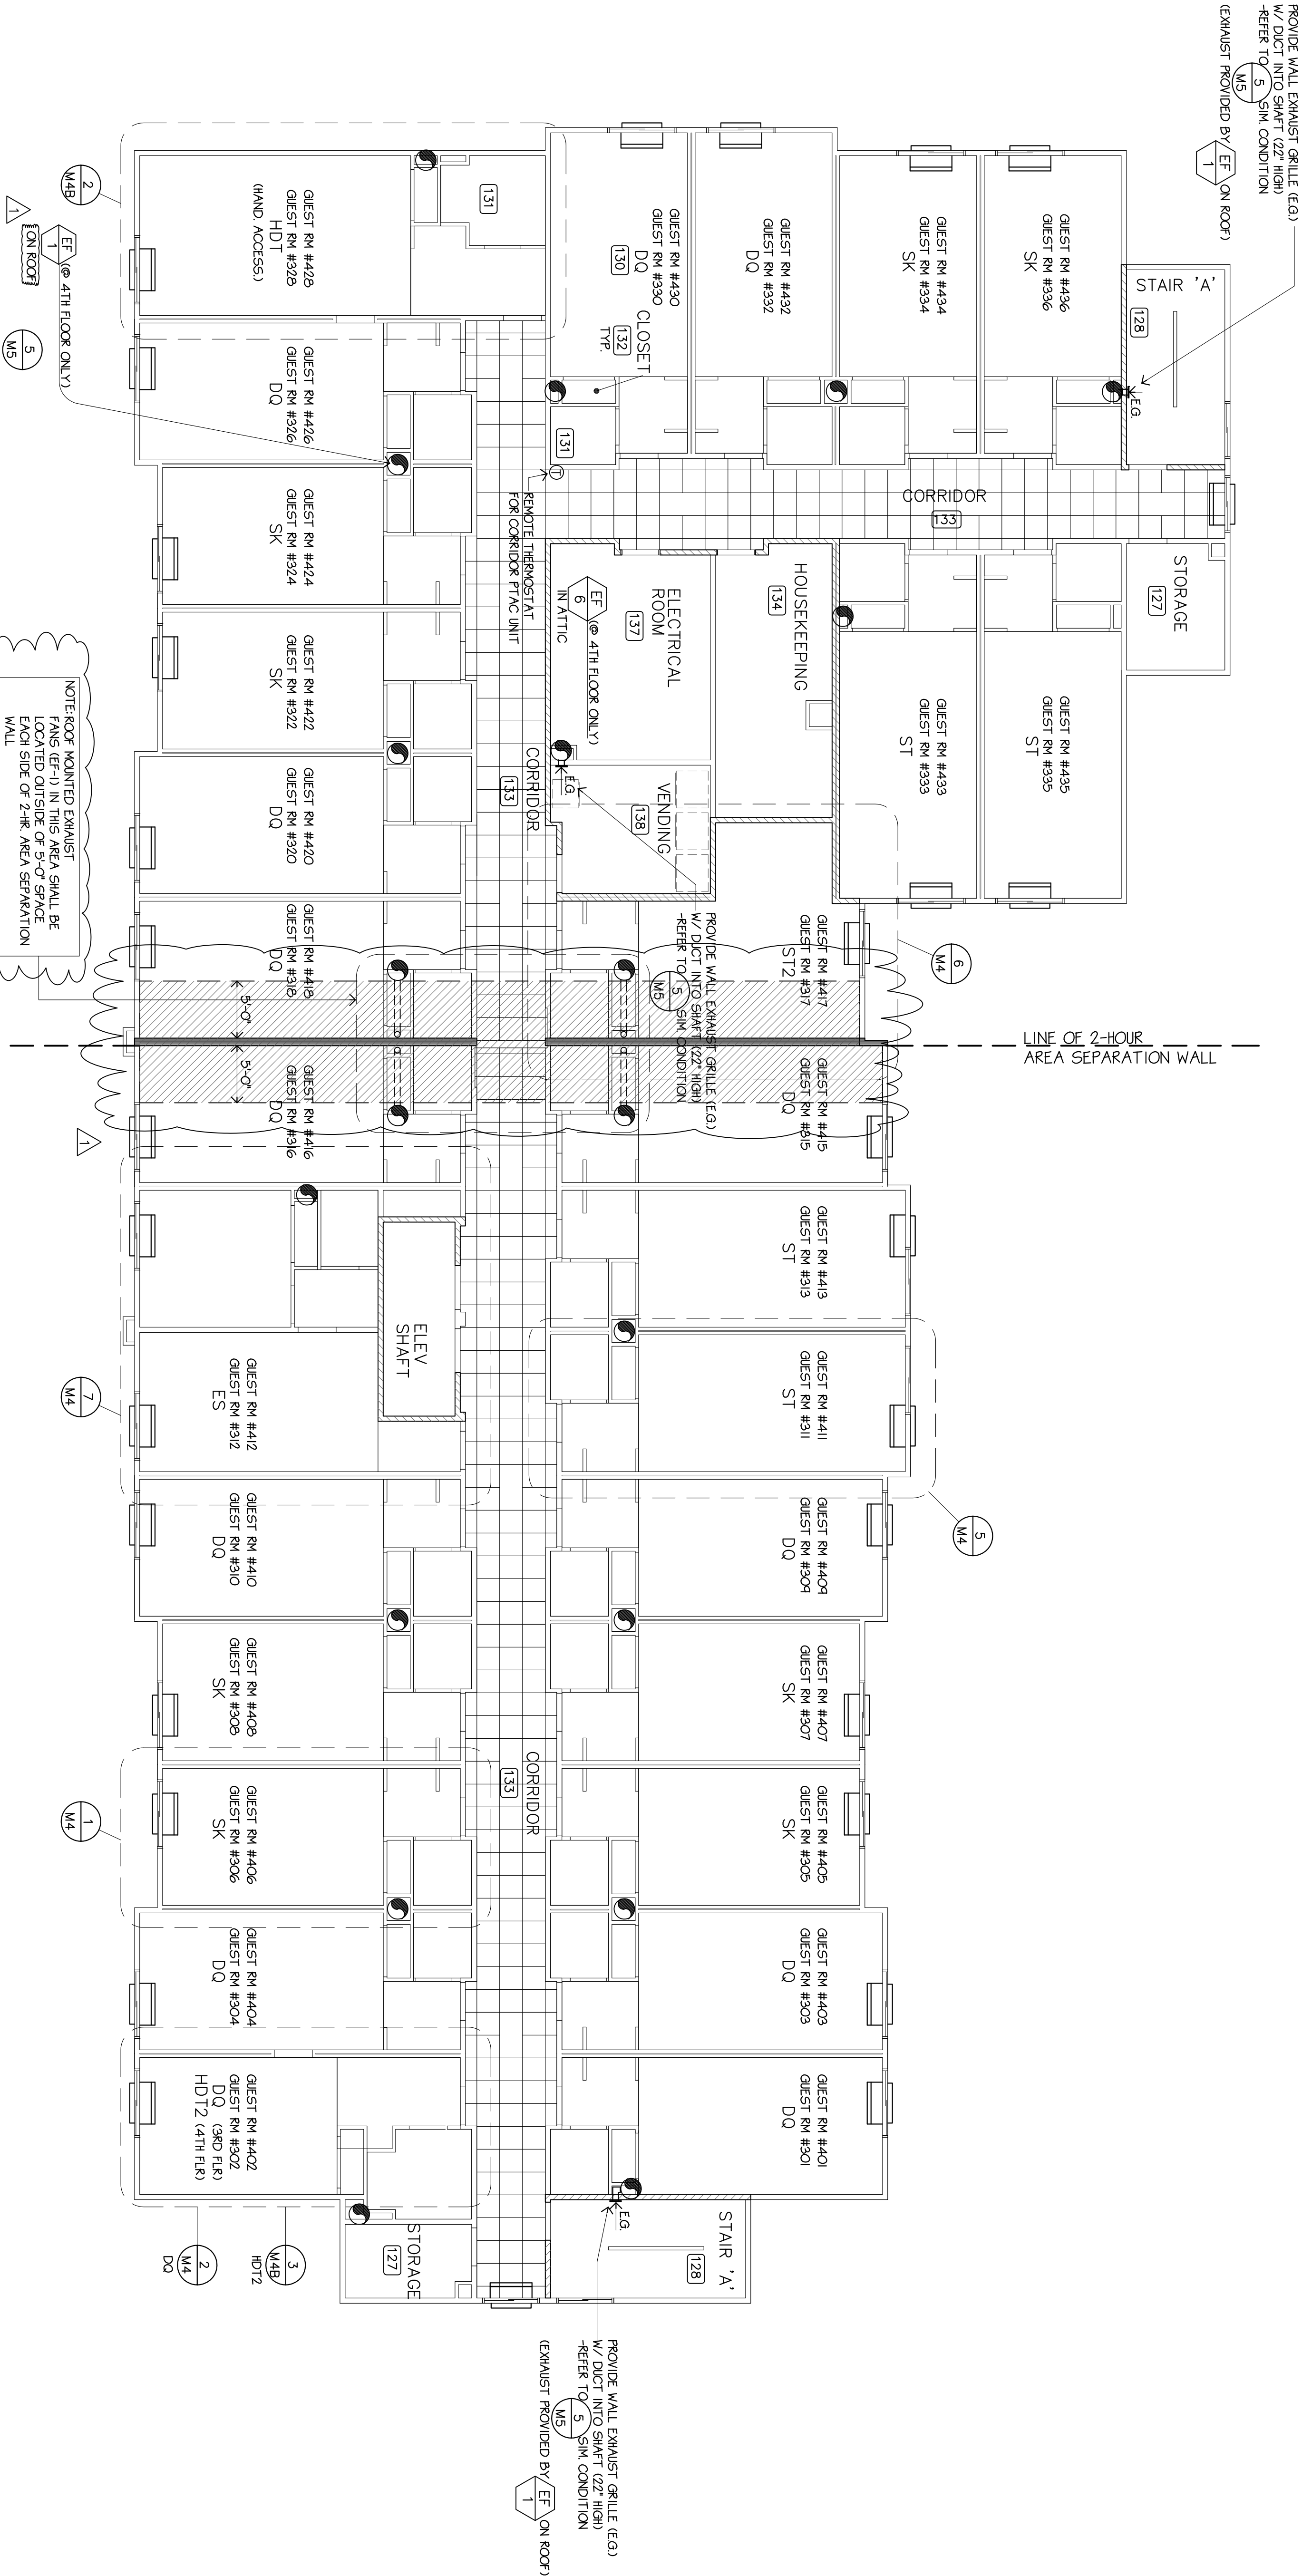 PROVIDE WALL EXHAUST GRILLE (E.G.)
W/ DUCT INTO SHAFT (22" HIGH)
-REFER TO 5 M5 SIM. CONDITION
(EXHAUST PROVIDED BY EF 1 ON ROOF)
STAIR 'A'
128
E.G.
GUEST RM #436
GUEST RM #336
SK
GUEST RM #434
GUEST RM #334
SK
GUEST RM #432
GUEST RM #332
DQ
GUEST RM #430
GUEST RM #330
DQ
130
CLOSET
132
TYP.
131
131
GUEST RM #428
GUEST RM #328
HDT
(HAND. ACCESS.)
2
M4B
1
EF
1
(@ 4TH FLOOR ONLY)
(ON ROOF)
5
M5
CORRIDOR
133
STORAGE
127
T
REMOTE THERMOSTAT
FOR CORRIDOR PTAC UNIT
HOUSEKEEPING
134
ELECTRICAL
ROOM
137
EF
6
(@ 4TH FLOOR ONLY)
IN ATTIC
E.G.
VENDING
138
CORRIDOR
133
GUEST RM #435
GUEST RM #335
ST
GUEST RM #433
GUEST RM #333
ST
GUEST RM #426
GUEST RM #326
DQ
GUEST RM #424
GUEST RM #324
SK
GUEST RM #422
GUEST RM #322
SK
GUEST RM #420
GUEST RM #320
DQ
GUEST RM #418
GUEST RM #318
DQ
NOTE: ROOF MOUNTED EXHAUST
FANS (EF-1) IN THIS AREA SHALL BE
LOCATED OUTSIDE OF 5'-0" SPACE
EACH SIDE OF 2-HR. AREA SEPARATION
WALL
PROVIDE WALL EXHAUST GRILLE (E.G.)
W/ DUCT INTO SHAFT (22" HIGH)
-REFER TO 5 M5 SIM. CONDITION
GUEST RM #417
GUEST RM #317
ST2
6
M4
LINE OF 2-HOUR
AREA SEPARATION WALL
5'-0"
5'-0"
GUEST RM #416
GUEST RM #316
DQ
1
GUEST RM #415
GUEST RM #315
DQ
GUEST RM #413
GUEST RM #313
ST
GUEST RM #411
GUEST RM #311
ST
5
M4
ELEV
SHAFT
GUEST RM #412
GUEST RM #312
ES
7
M4
GUEST RM #410
GUEST RM #310
DQ
GUEST RM #409
GUEST RM #309
DQ
GUEST RM #408
GUEST RM #308
SK
GUEST RM #407
GUEST RM #307
SK
CORRIDOR
133
GUEST RM #406
GUEST RM #306
SK
1
M4
GUEST RM #405
GUEST RM #305
SK
GUEST RM #404
GUEST RM #304
DQ
GUEST RM #403
GUEST RM #303
DQ
GUEST RM #402
GUEST RM #302
DQ (3RD FLR)
HDT2 (4TH FLR)
GUEST RM #401
GUEST RM #301
DQ
E.G.
STAIR 'A'
128
STORAGE
127
3
M4B
HDT2
2
M4
DQ
PROVIDE WALL EXHAUST GRILLE (E.G.)
W/ DUCT INTO SHAFT (22" HIGH)
-REFER TO 5 M5 SIM. CONDITION
(EXHAUST PROVIDED BY EF 1 ON ROOF)